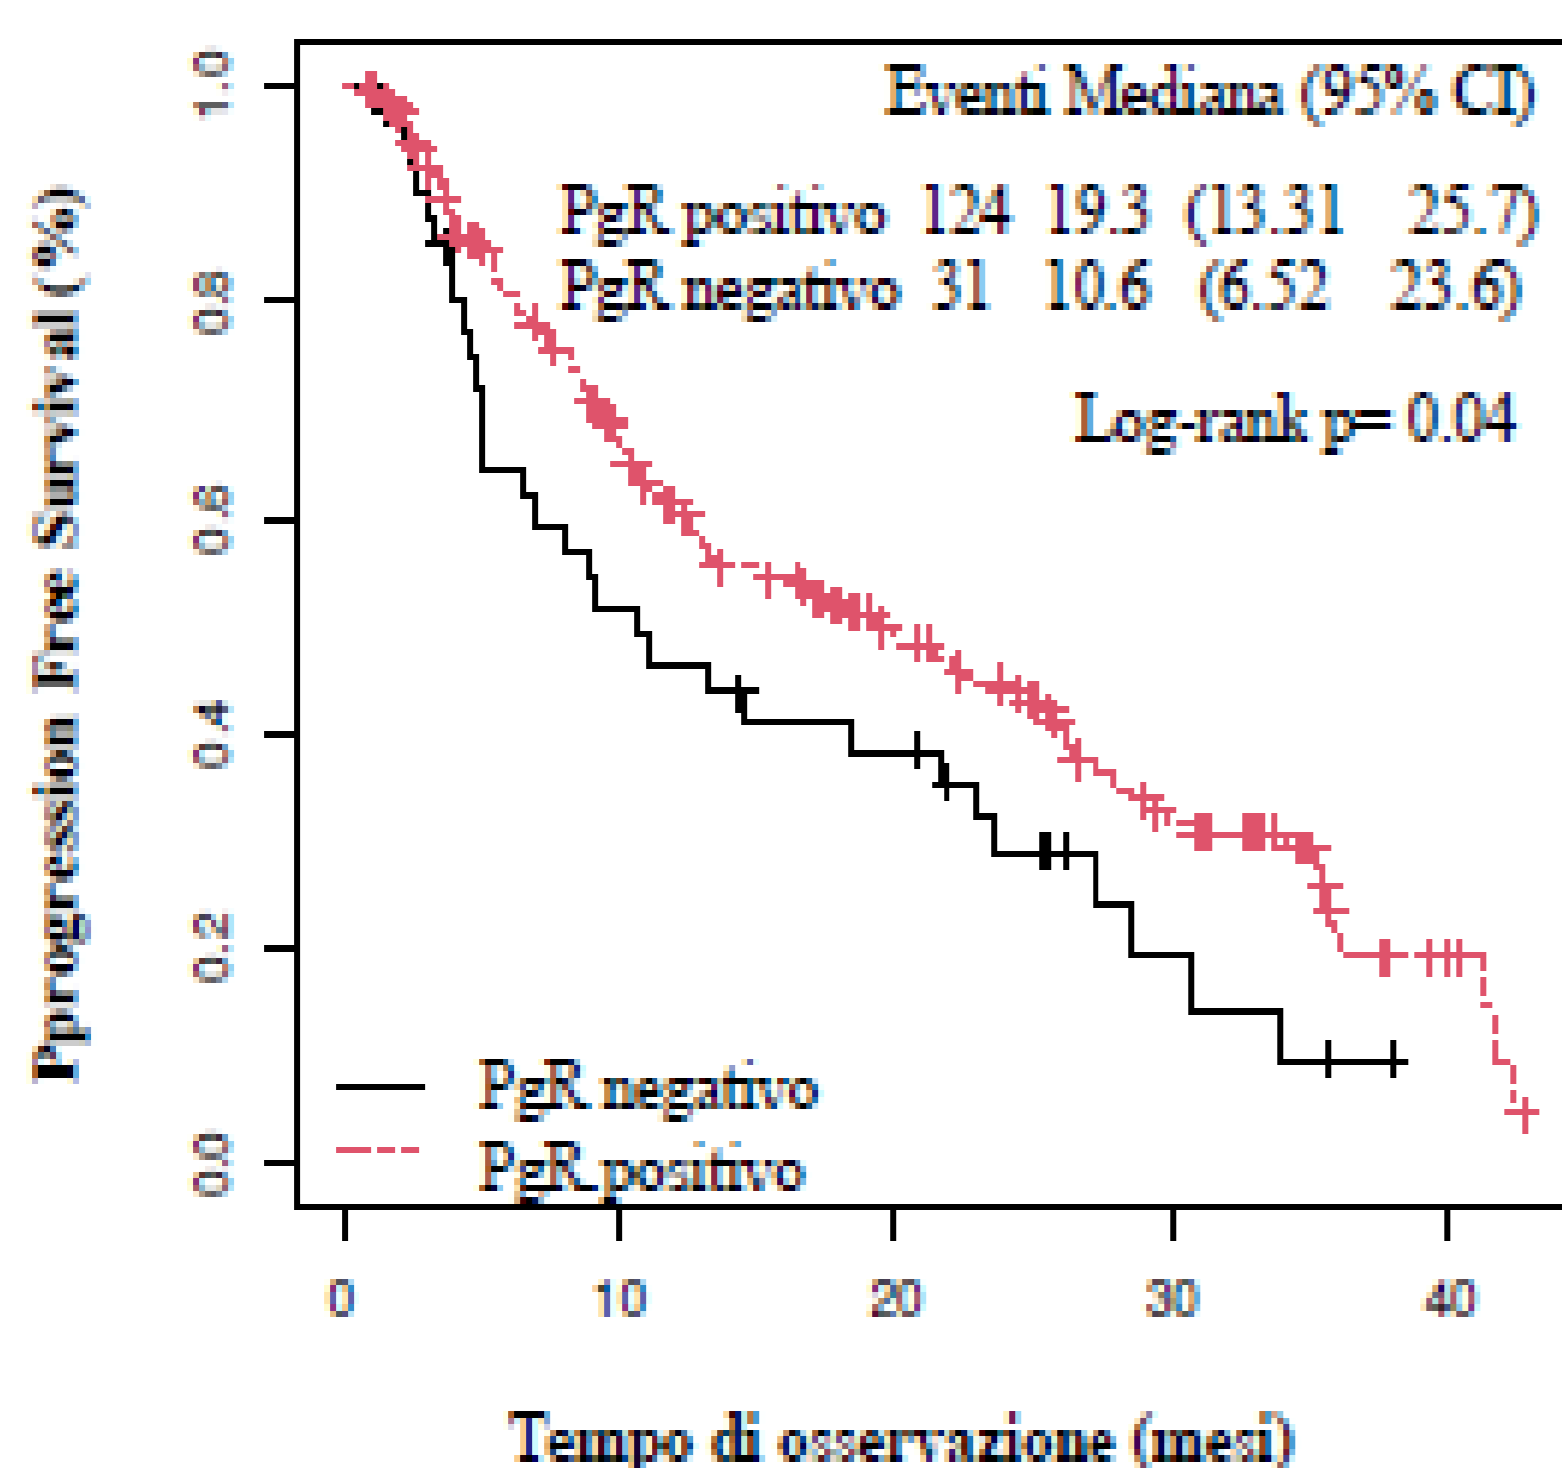 Eventi Mediana (95% CI)
PgR positivo 124 19.3 (13.31 25.7)
PgR negativo 31 10.6 (6.52 23.6)
Log-rank p= 0.04
Pprogression Free Survival (%)
1.0
0.8
0.6
0.4
0.2
0.0
PgR negativo
PgR positivo
0 10 20 30 40
Tempo di osservazione (mesi)